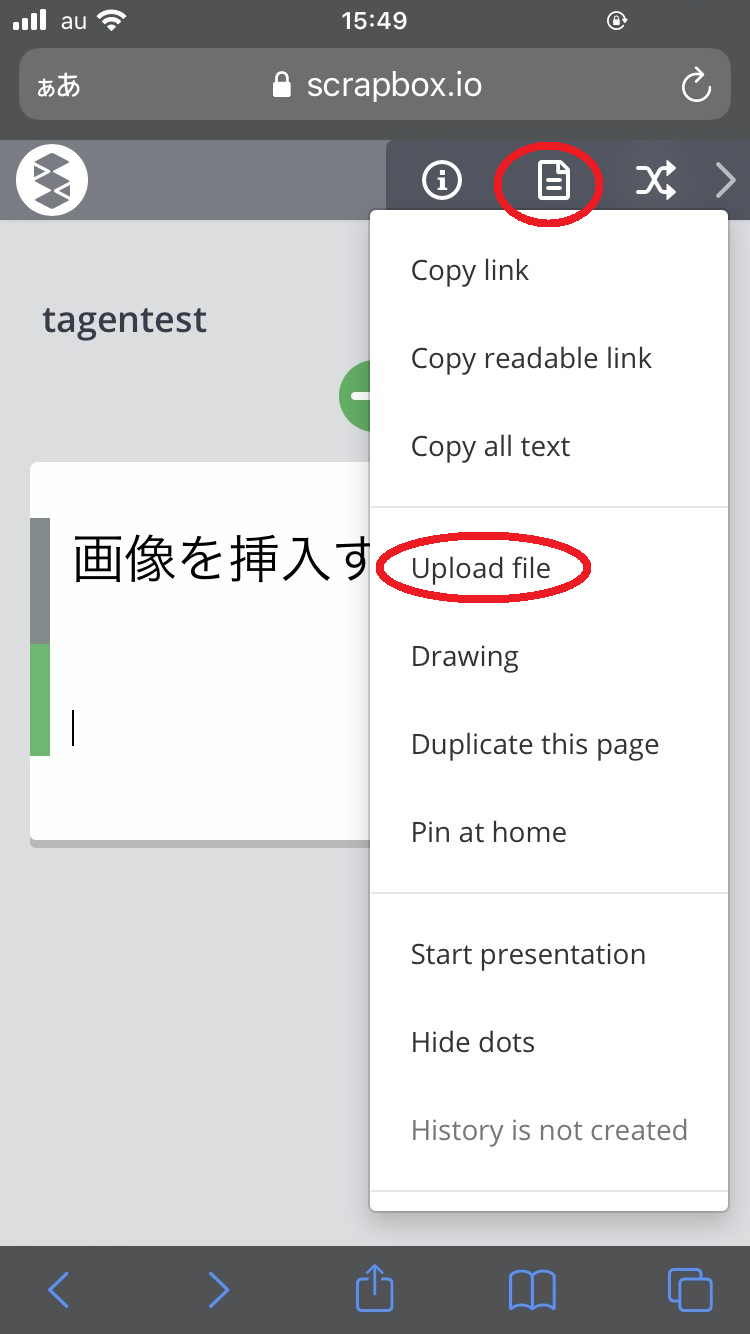 au 15:49
ぁあ scrapbox.io
tagentest
画像を挿入す
Copy link
Copy readable link
Copy all text
Upload file
Drawing
Duplicate this page
Pin at home
Start presentation
Hide dots
History is not created